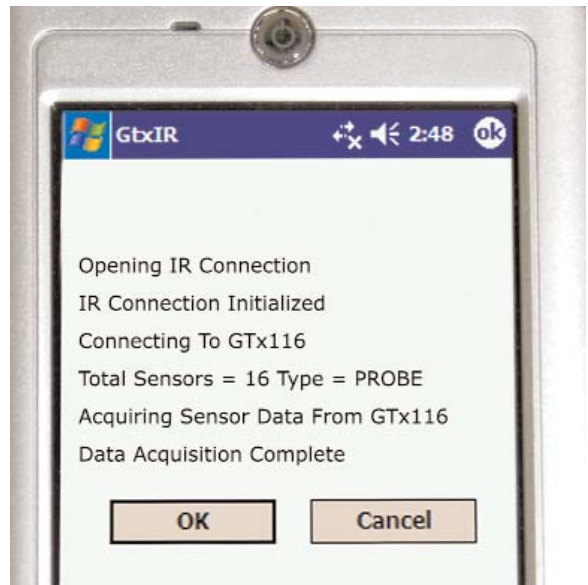 GtxIR 2:48 ok
Opening IR Connection
IR Connection Initialized
Connecting To GTx116
Total Sensors = 16 Type = PROBE
Acquiring Sensor Data From GTx116
Data Acquisition Complete
OK Cancel